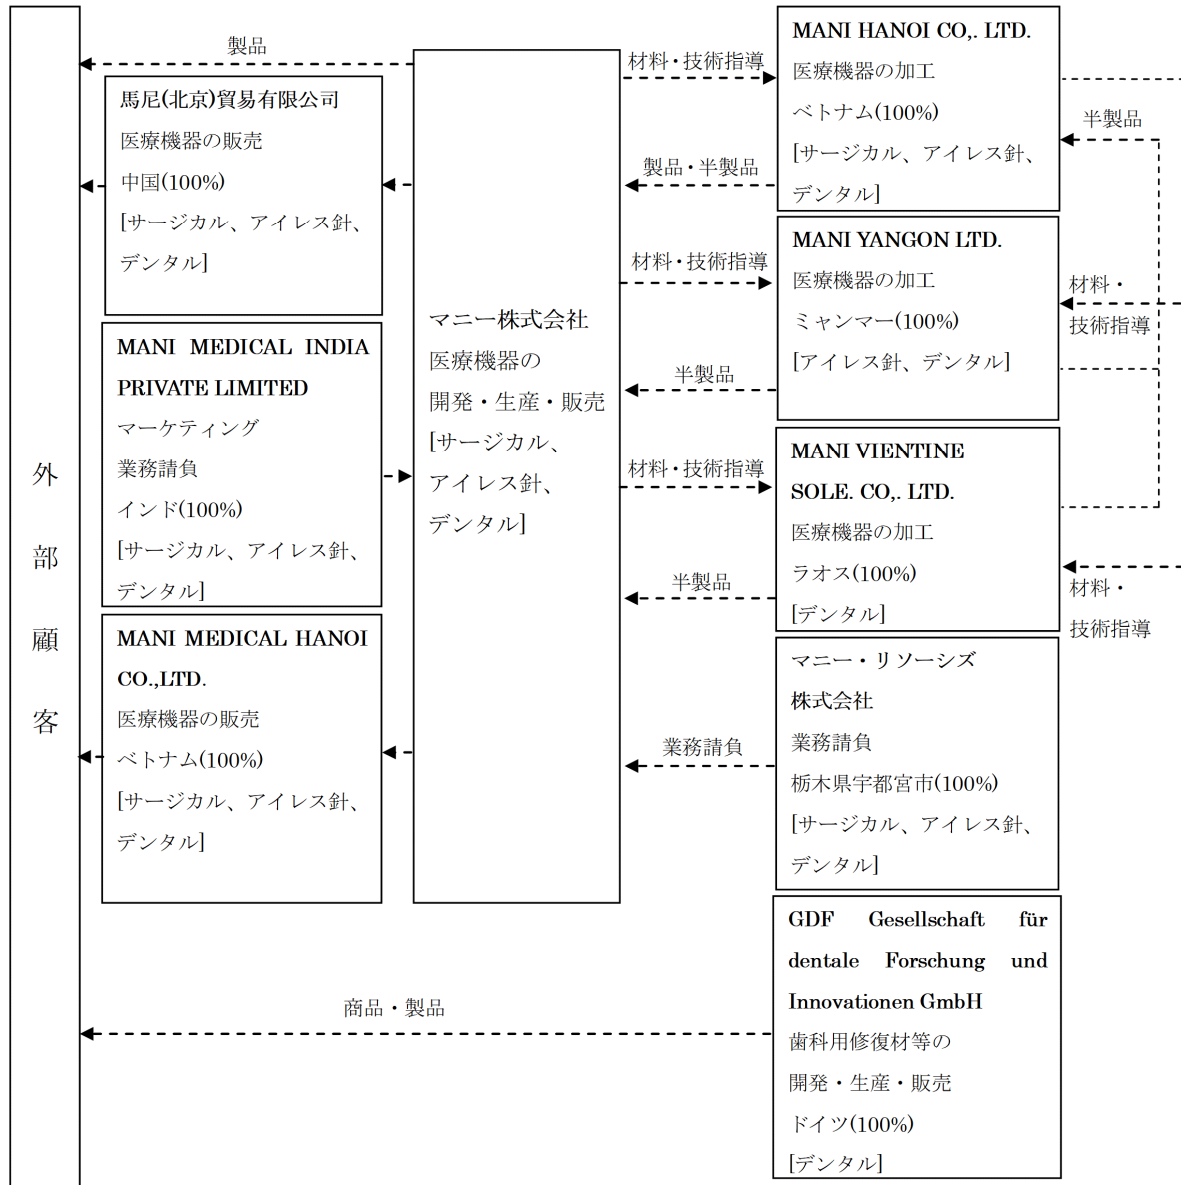 外
部
顧
客
製品
馬尼(北京)貿易有限公司
医療機器の販売
中国(100%)
[サージカル、アイレス針、
デンタル]
MANI MEDICAL INDIA
PRIVATE LIMITED
マーケティング
業務請負
インド(100%)
[サージカル、アイレス針、
デンタル]
MANI MEDICAL HANOI
CO.,LTD.
医療機器の販売
ベトナム(100%)
[サージカル、アイレス針、
デンタル]
マニー株式会社
医療機器の
開発・生産・販売
[サージカル、
アイレス針、
デンタル]
材料・技術指導
製品・半製品
材料・技術指導
半製品
材料・技術指導
半製品
業務請負
商品・製品
MANI HANOI CO,. LTD.
医療機器の加工
ベトナム(100%)
[サージカル、アイレス針、
デンタル]
MANI YANGON LTD.
医療機器の加工
ミャンマー(100%)
[アイレス針、デンタル]
MANI VIENTINE
SOLE. CO,. LTD.
医療機器の加工
ラオス(100%)
[デンタル]
マニー・リソーシズ
株式会社
業務請負
栃木県宇都宮市(100%)
[サージカル、アイレス針、
デンタル]
GDF Gesellschaft für
dentale Forschung und
Innovationen GmbH
歯科用修復材等の
開発・生産・販売
ドイツ(100%)
[デンタル]
半製品
材料・
技術指導
材料・
技術指導